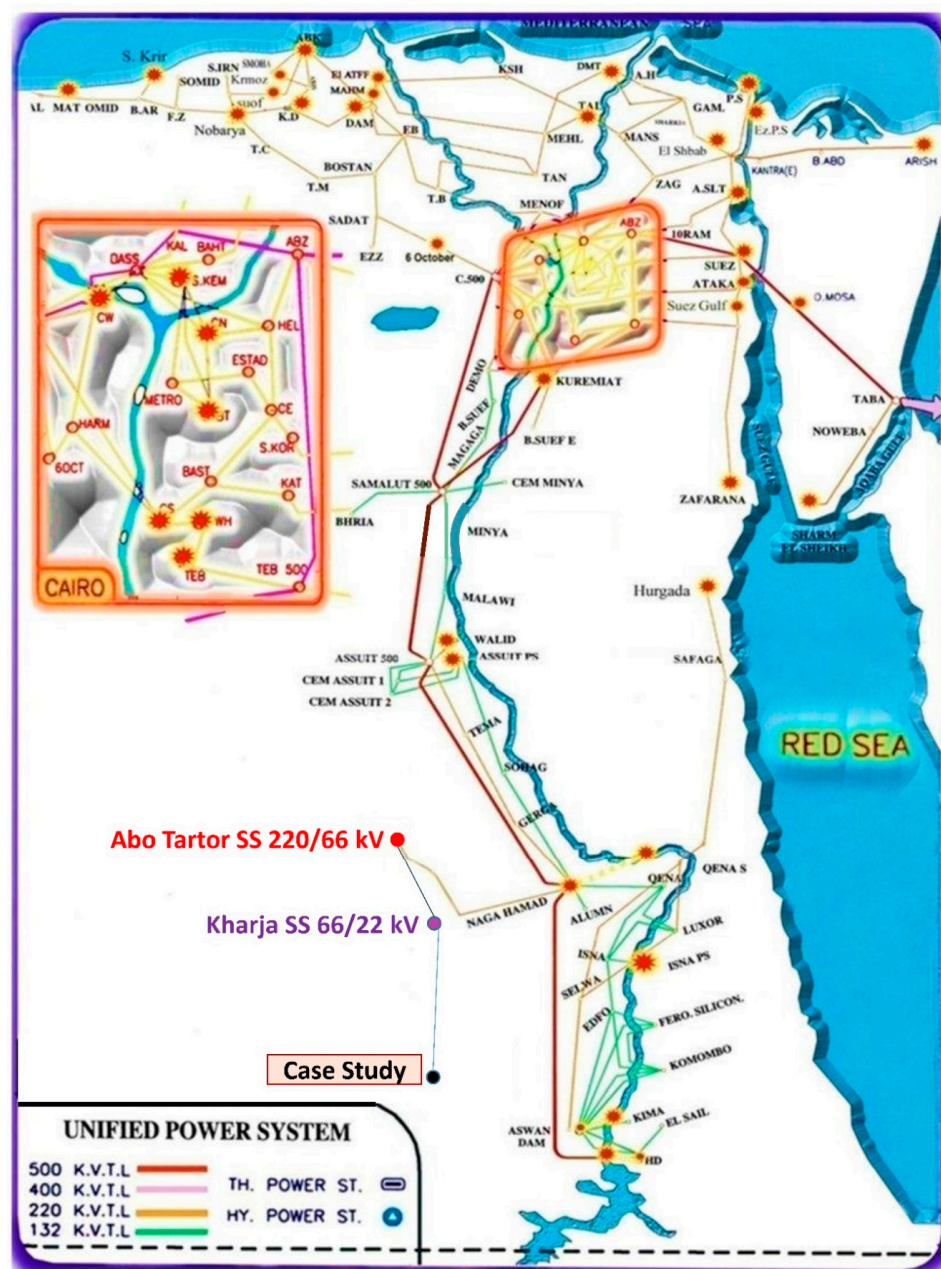 MEDITERRANEAN SEA
S. Krir
ABK
SMOHA
S.IRN
SOMID
Krmoz
El ATFF
KSH
DMT
A.H
MAT
OMID
B.AR
F.Z
suof
K.D
MAHM
DAM
TAL
GAM.
P.S
Ez.P.S
Nobarya
EB
MEHL
MANS
SHARKIA
El Shbab
T.C
BOSTAN
TAN
ZAG
KANTRA(E)
B.ABO
ARISH
T.M
T.B
MENOF
A.SLT
SADAT
ABZ
10RAM
EZZ
6 October
SUEZ
C.500
ATAKA
O.MOSA
Suez Gulf
KAL
BAHT
ABZ
S.KEM
CW
CN
HEL
ESTAD
METRO
CE
HARM
S.KOR
6OCT
BAST
KAT
CS
WH
TEB
TEB 500
CAIRO
DEMO
KUREMIAT
B.SUEF
B.SUEF E
MAGAGA
TABA
NOWEBA
SUEZ GULF
SAMALUT 500
CEM MINYA
BHRIA
ZAFARANA
SHARM
EL SHEIKH
MINYA
Hurgada
MALAWI
WALID
ASSUIT 500
ASSUIT PS
CEM ASSUIT 1
CEM ASSUIT 2
SAFAGA
TEMA
RED SEA
SOHAG
GERGA
Abo Tartor SS 220/66 kV
QENA
QENA S
NAGA HAMAD
ALUMN
Kharja SS 66/22 kV
LUXOR
ISNA
ISNA PS
SELWA
EDFO
FERO. SILICON.
KOMOMBO
Case Study
KIMA
EL SAIL
ASWAN
DAM
HD
UNIFIED POWER SYSTEM
500 K.V.T.L
400 K.V.T.L
220 K.V.T.L
132 K.V.T.L
TH. POWER ST.
HY. POWER ST.